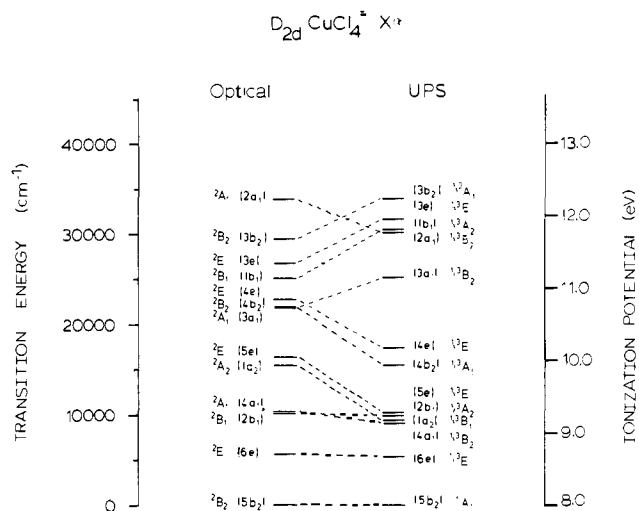 D2d CuCl4= Xα
Optical UPS
TRANSITION ENERGY (cm-1)
40000
30000
20000
10000
0
2A1 (2a1)
2B2 (3b2)
2E (3e)
2B1 (1b1)
2E (4e)
2B2 (4b2)
2A1 (3a1)
2E (5e)
2A2 (1a2)
2A1 (4a1)
2B1 (2b1)
2E (6e)
2B2 (5b2)
(3b2) 1,3A1
(3e) 1,3E
(1b1) 1,3A2
(2a1) 1,3B2
(3a1) 1,3B2
(4e) 1,3E
(4b2) 1,3A1
(5e) 1,3E
(2b1) 1,3A2
(1a2) 1,3B1
(4a1) 1,3B2
(6e) 1,3E
(5b2) 1A1
13.0
12.0
11.0
10.0
9.0
8.0
IONIZATION POTENTIAL (eV)